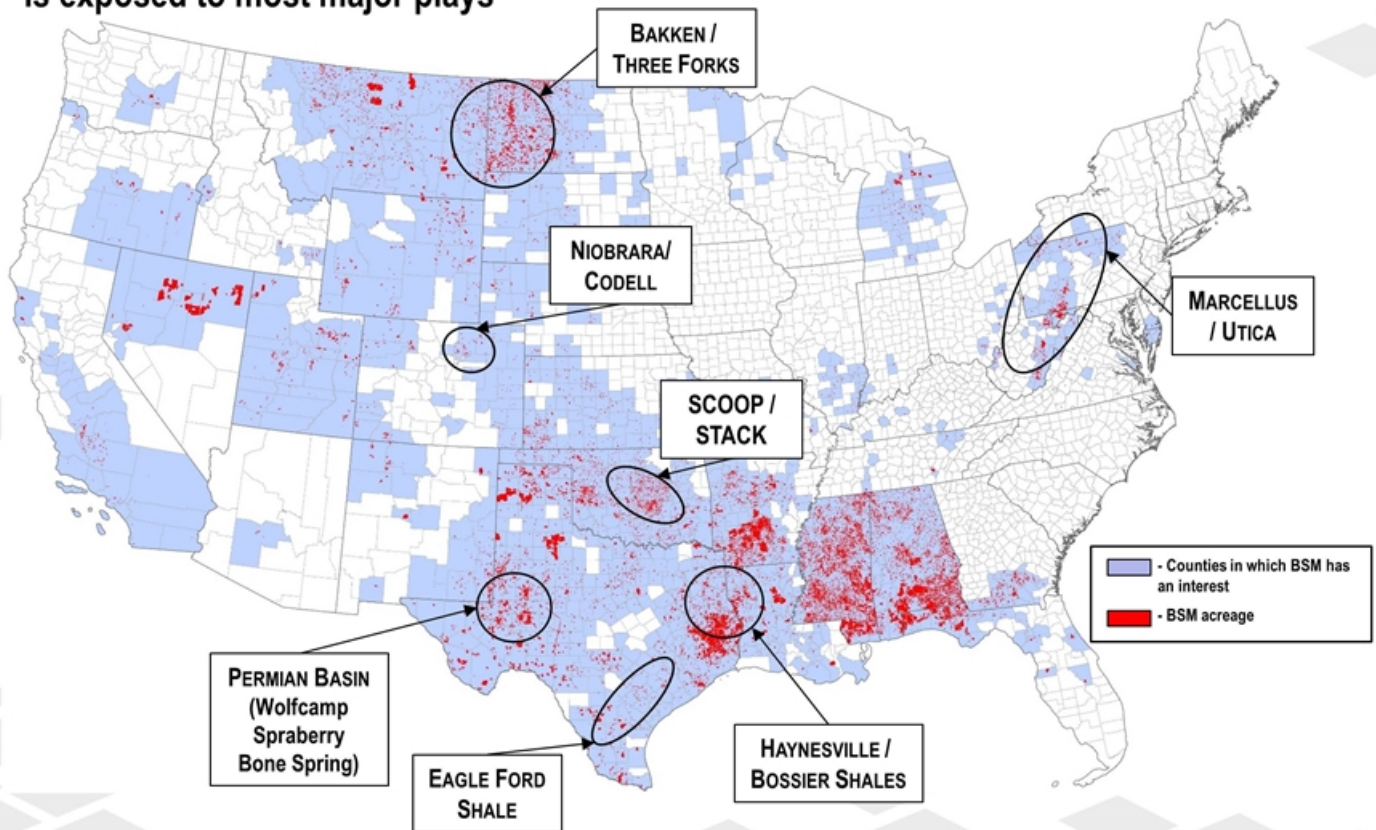 is exposed to most major plays
BAKKEN /
THREE FORKS
NIOBRARA/
CODELL
MARCELLUS
/ UTICA
SCOOP /
STACK
- Counties in which BSM has
an interest
- BSM acreage
PERMIAN BASIN
(Wolfcamp
Spraberry
Bone Spring)
EAGLE FORD
SHALE
HAYNESVILLE /
BOSSIER SHALES